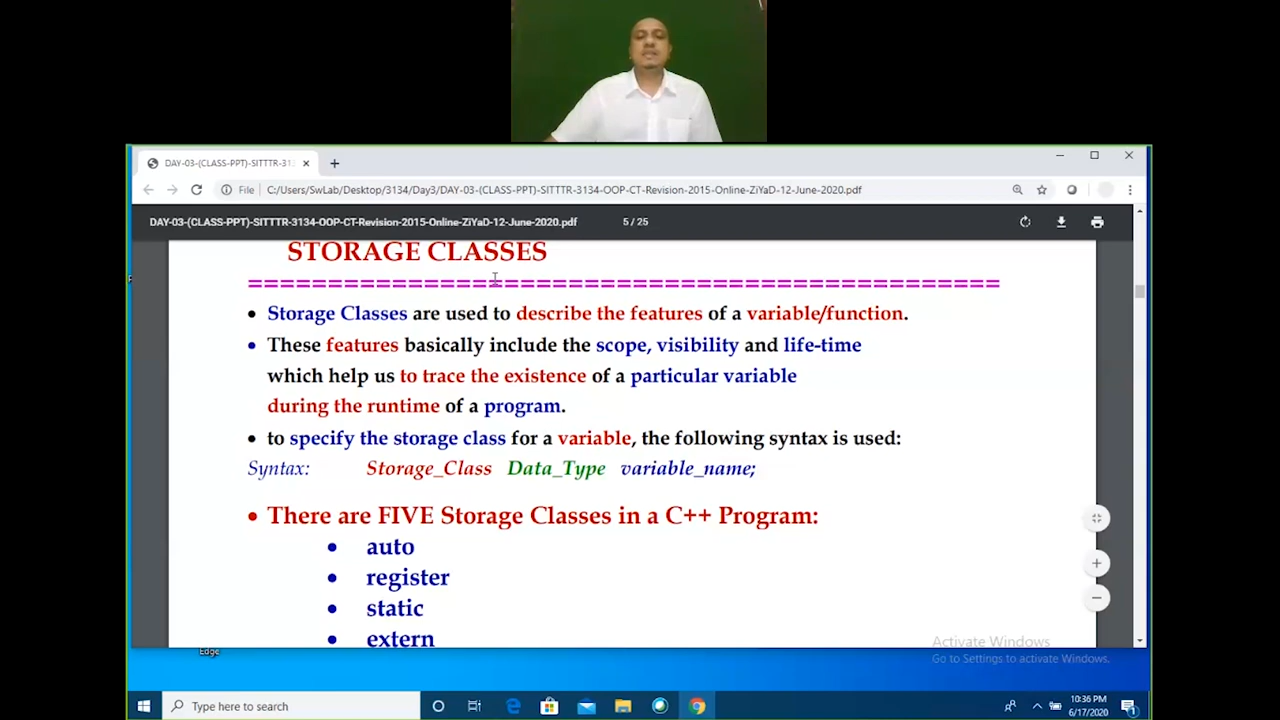 DAY-03-(CLASS-PPT)-SITTTR-313
File C:/Users/SwLab/Desktop/3134/Day3/DAY-03-(CLASS-PPT)-SITTTR-3134-OOP-CT-Revision-2015-Online-ZiYaD-12-June-2020.pdf
DAY-03-(CLASS-PPT)-SITTTR-3134-OOP-CT-Revision-2015-Online-ZiYaD-12-June-2020.pdf 5 / 25
STORAGE CLASSES
===============================================
• Storage Classes are used to describe the features of a variable/function.
• These features basically include the scope, visibility and life-time
which help us to trace the existence of a particular variable
during the runtime of a program.
• to specify the storage class for a variable, the following syntax is used:
Syntax: Storage_Class Data_Type variable_name;
• There are FIVE Storage Classes in a C++ Program:
• auto
• register
• static
• extern
Activate Windows
Go to Settings to activate Windows.
Edge
Type here to search
10:36 PM
6/17/2020
1